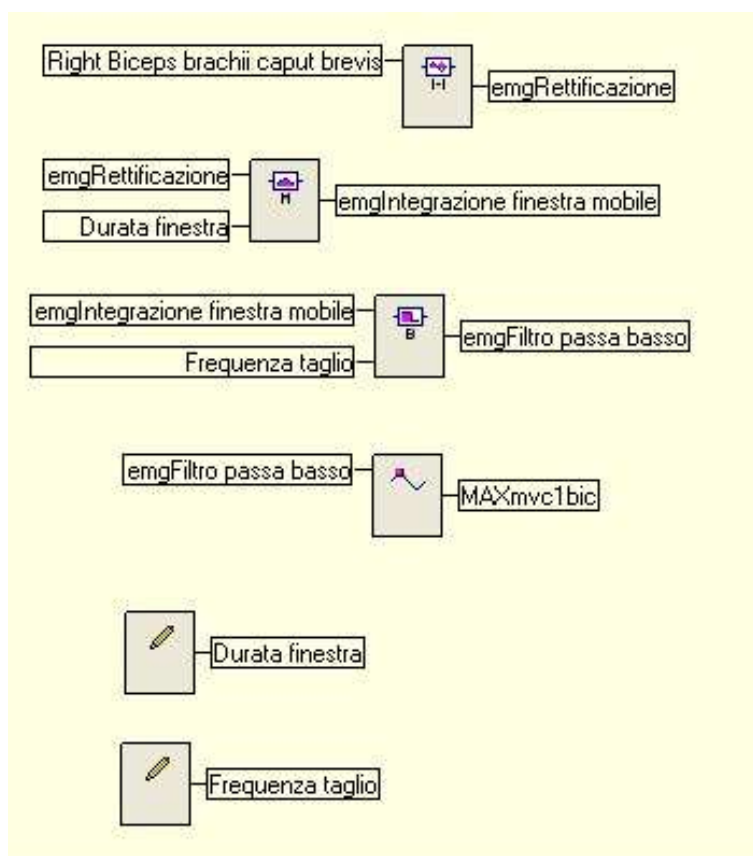 Right Biceps brachii caput brevis
I-I
emgRettificazione
emgRettificazione
M
Durata finestra
emgIntegrazione finestra mobile
emgIntegrazione finestra mobile
B
Frequenza taglio
emgFiltro passa basso
emgFiltro passa basso
MAXmvc1bic
Durata finestra
Frequenza taglio